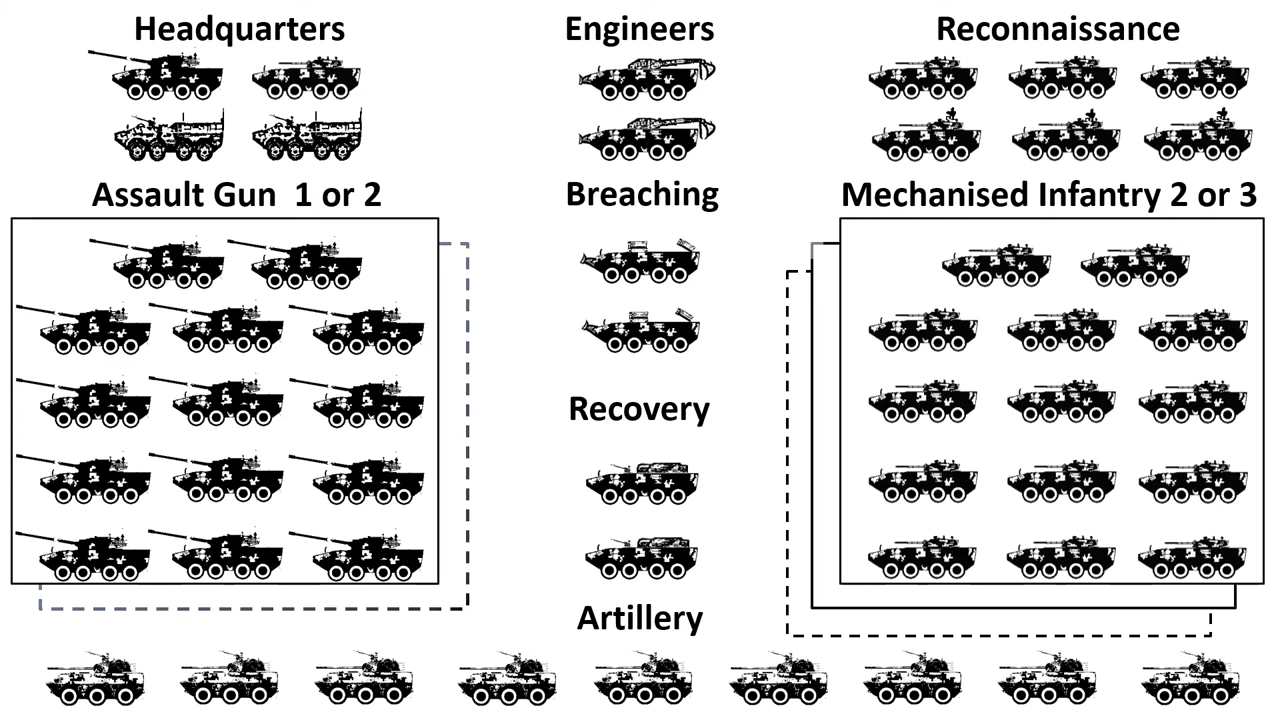 Headquarters
Engineers
Reconnaissance
Assault Gun  1 or 2
Breaching
Mechanised Infantry 2 or 3
Recovery
Artillery